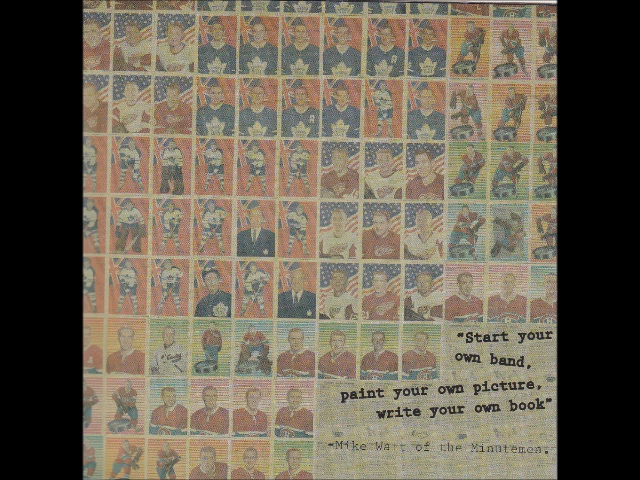 "Start your
own band,
paint your own picture,
write your own book"
-Mike Watt of the Minutemen.